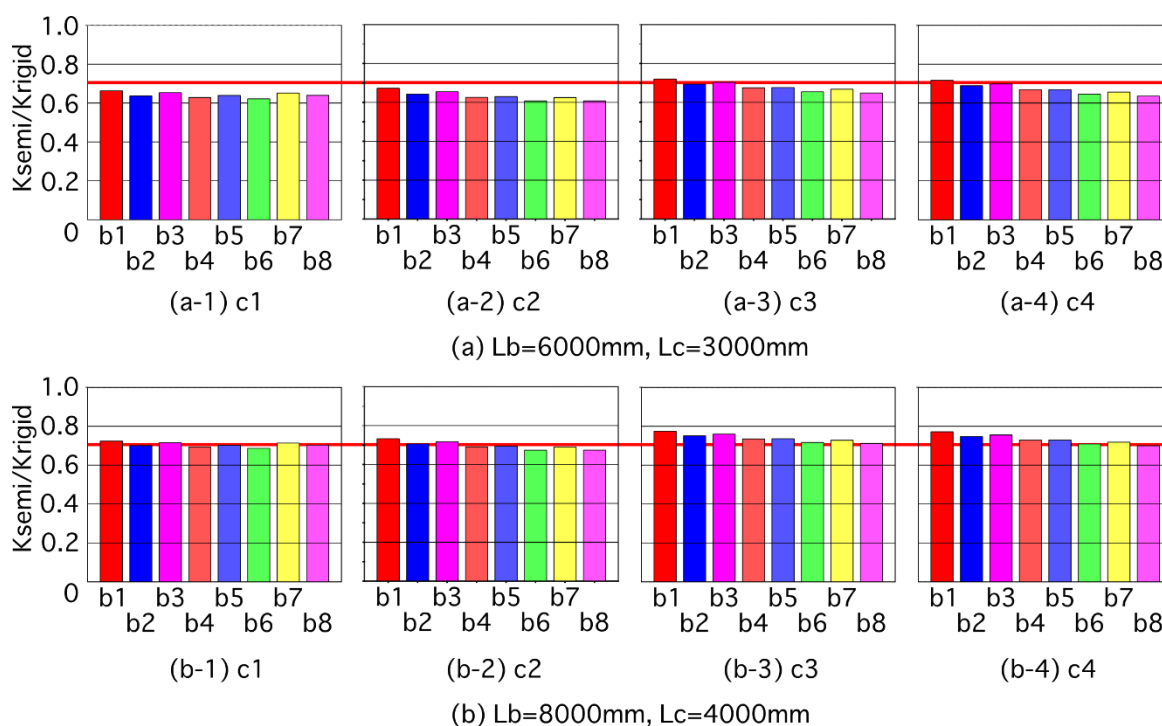 1.0
0.8
0.6
0.4
0.2
0
Ksemi/Krigid
b1 b3 b5 b7 b1 b3 b5 b7 b1 b3 b5 b7 b1 b3 b5 b7
b2 b4 b6 b8 b2 b4 b6 b8 b2 b4 b6 b8 b2 b4 b6 b8
(a-1) c1 (a-2) c2 (a-3) c3 (a-4) c4
(a) Lb=6000mm, Lc=3000mm
1.0
0.8
0.6
0.4
0.2
0
Ksemi/Krigid
b1 b3 b5 b7 b1 b3 b5 b7 b1 b3 b5 b7 b1 b3 b5 b7
b2 b4 b6 b8 b2 b4 b6 b8 b2 b4 b6 b8 b2 b4 b6 b8
(b-1) c1 (b-2) c2 (b-3) c3 (b-4) c4
(b) Lb=8000mm, Lc=4000mm